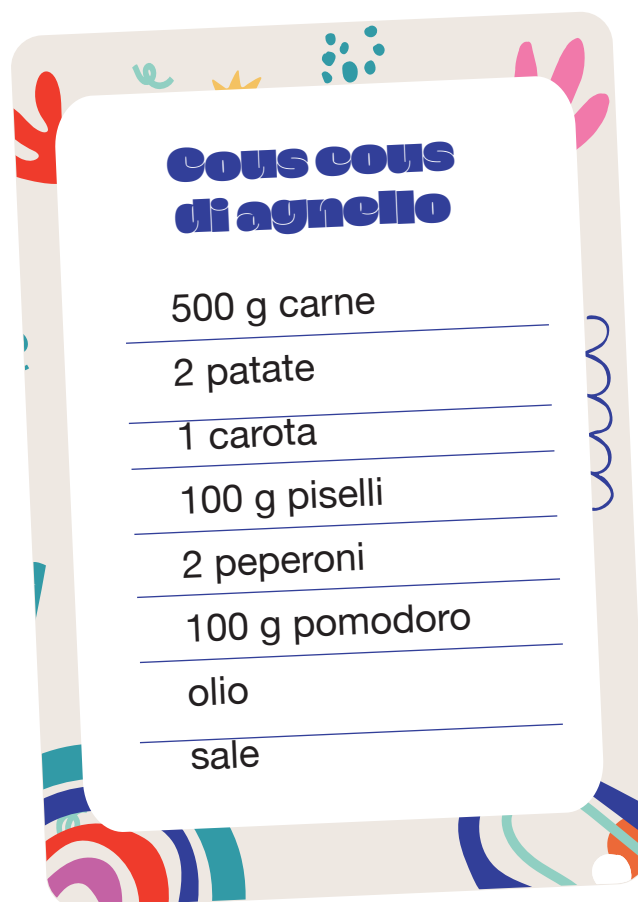 Cous cous
di agnello
500 g carne
2 patate
1 carota
100 g piselli
2 peperoni
100 g pomodoro
olio
sale